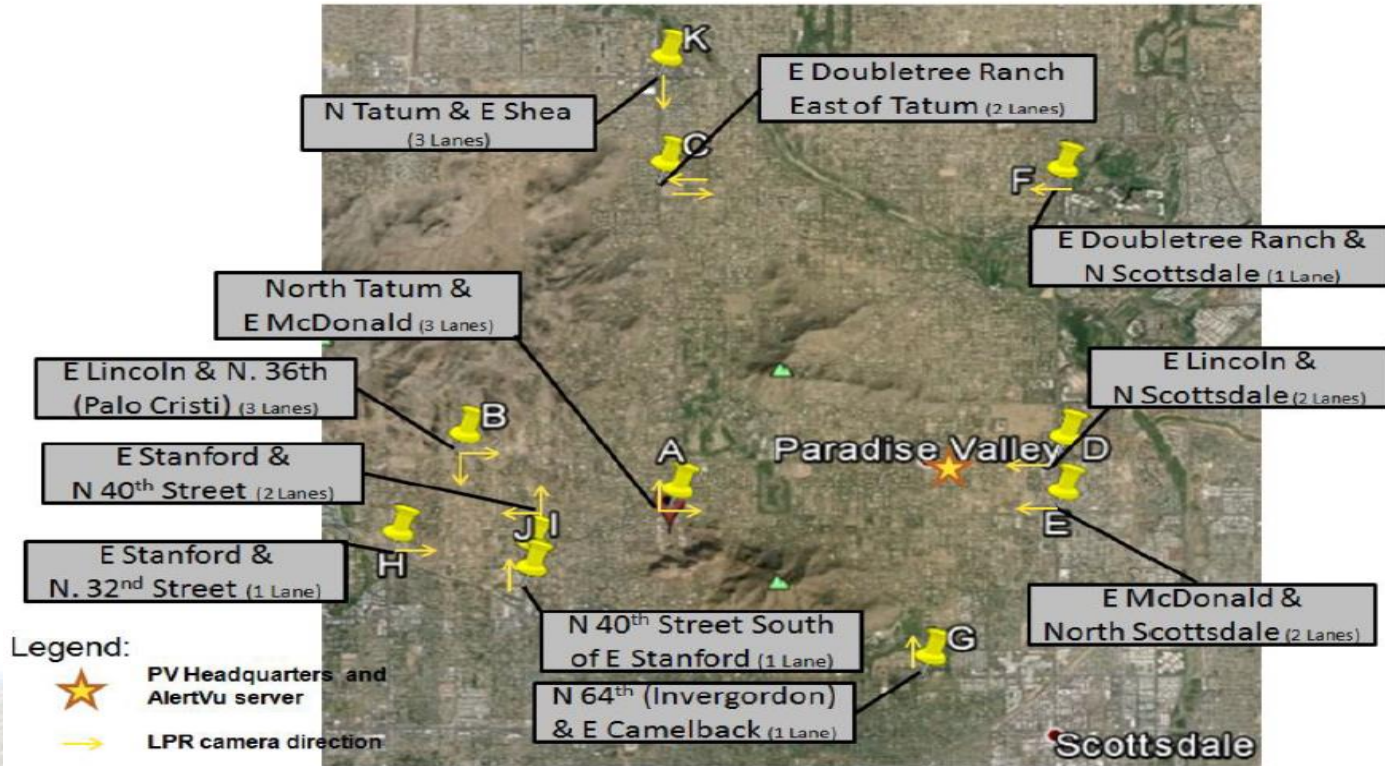 K
E Doubletree Ranch
East of Tatum (2 Lanes)
N Tatum & E Shea
(3 Lanes)
C
F
E Doubletree Ranch &
N Scottsdale (1 Lane)
North Tatum &
E McDonald (3 Lanes)
E Lincoln &
N Scottsdale (2 Lanes)
E Lincoln & N. 36th
(Palo Cristi) (3 Lanes)
B
A
Paradise Valley
D
E Stanford &
N 40th Street (2 Lanes)
J
I
E
H
E Stanford &
N. 32nd Street (1 Lane)
E McDonald &
North Scottsdale (2 Lanes)
N 40th Street South
of E Stanford (1 Lane)
G
N 64th (Invergordon)
& E Camelback (1 Lane)
Legend:
PV Headquarters and
AlertVu server
LPR camera direction
Scottsdale